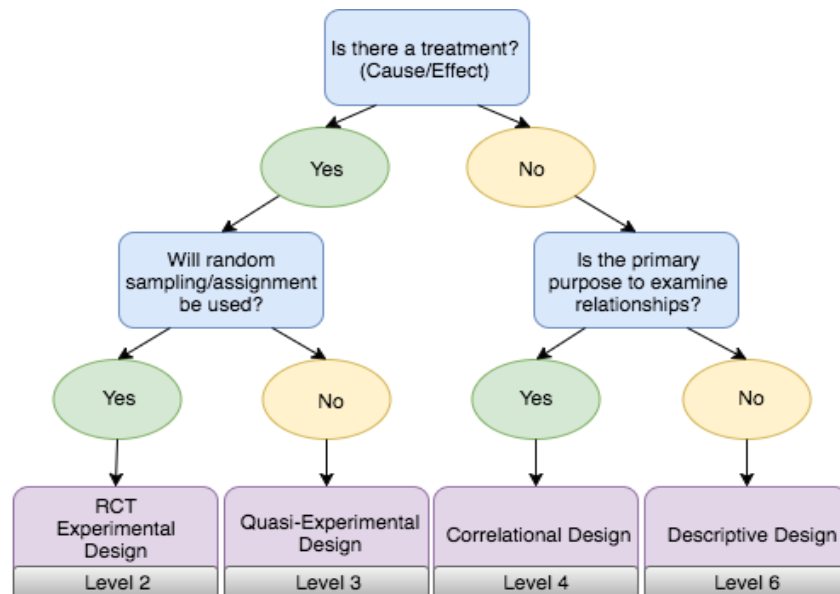 Is there a treatment?
(Cause/Effect)
Yes
No
Will random
sampling/assignment
be used?
Is the primary
purpose to examine
relationships?
Yes
No
Yes
No
RCT
Experimental
Design
Quasi-Experimental
Design
Correlational Design
Descriptive Design
Level 2
Level 3
Level 4
Level 6